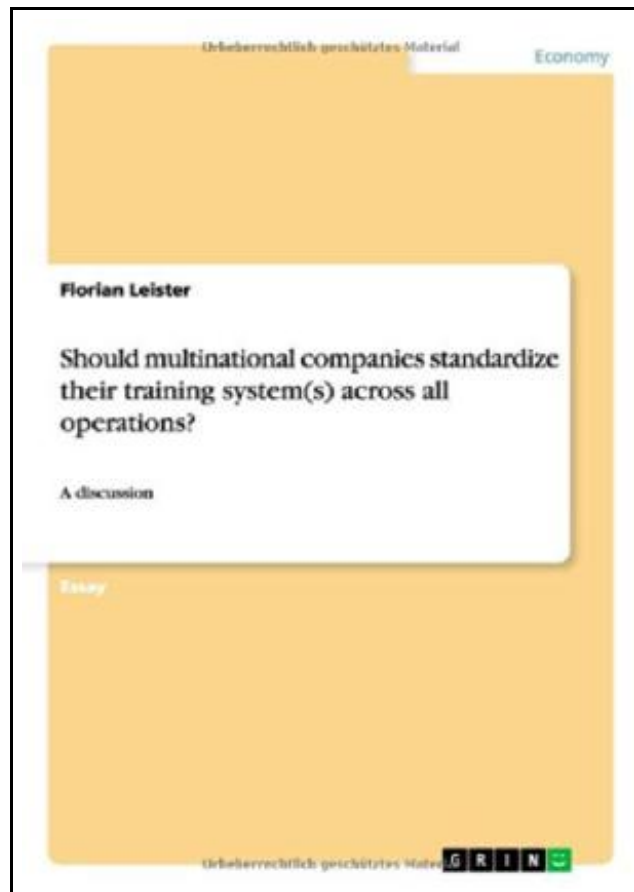 Urheberrechtlich geschütztes Material
Economy
Florian Leister
Should multinational companies standardize
their training system(s) across all
operations?
A discussion
Essay
Urheberrechtlich geschütztes Mater
GRIN